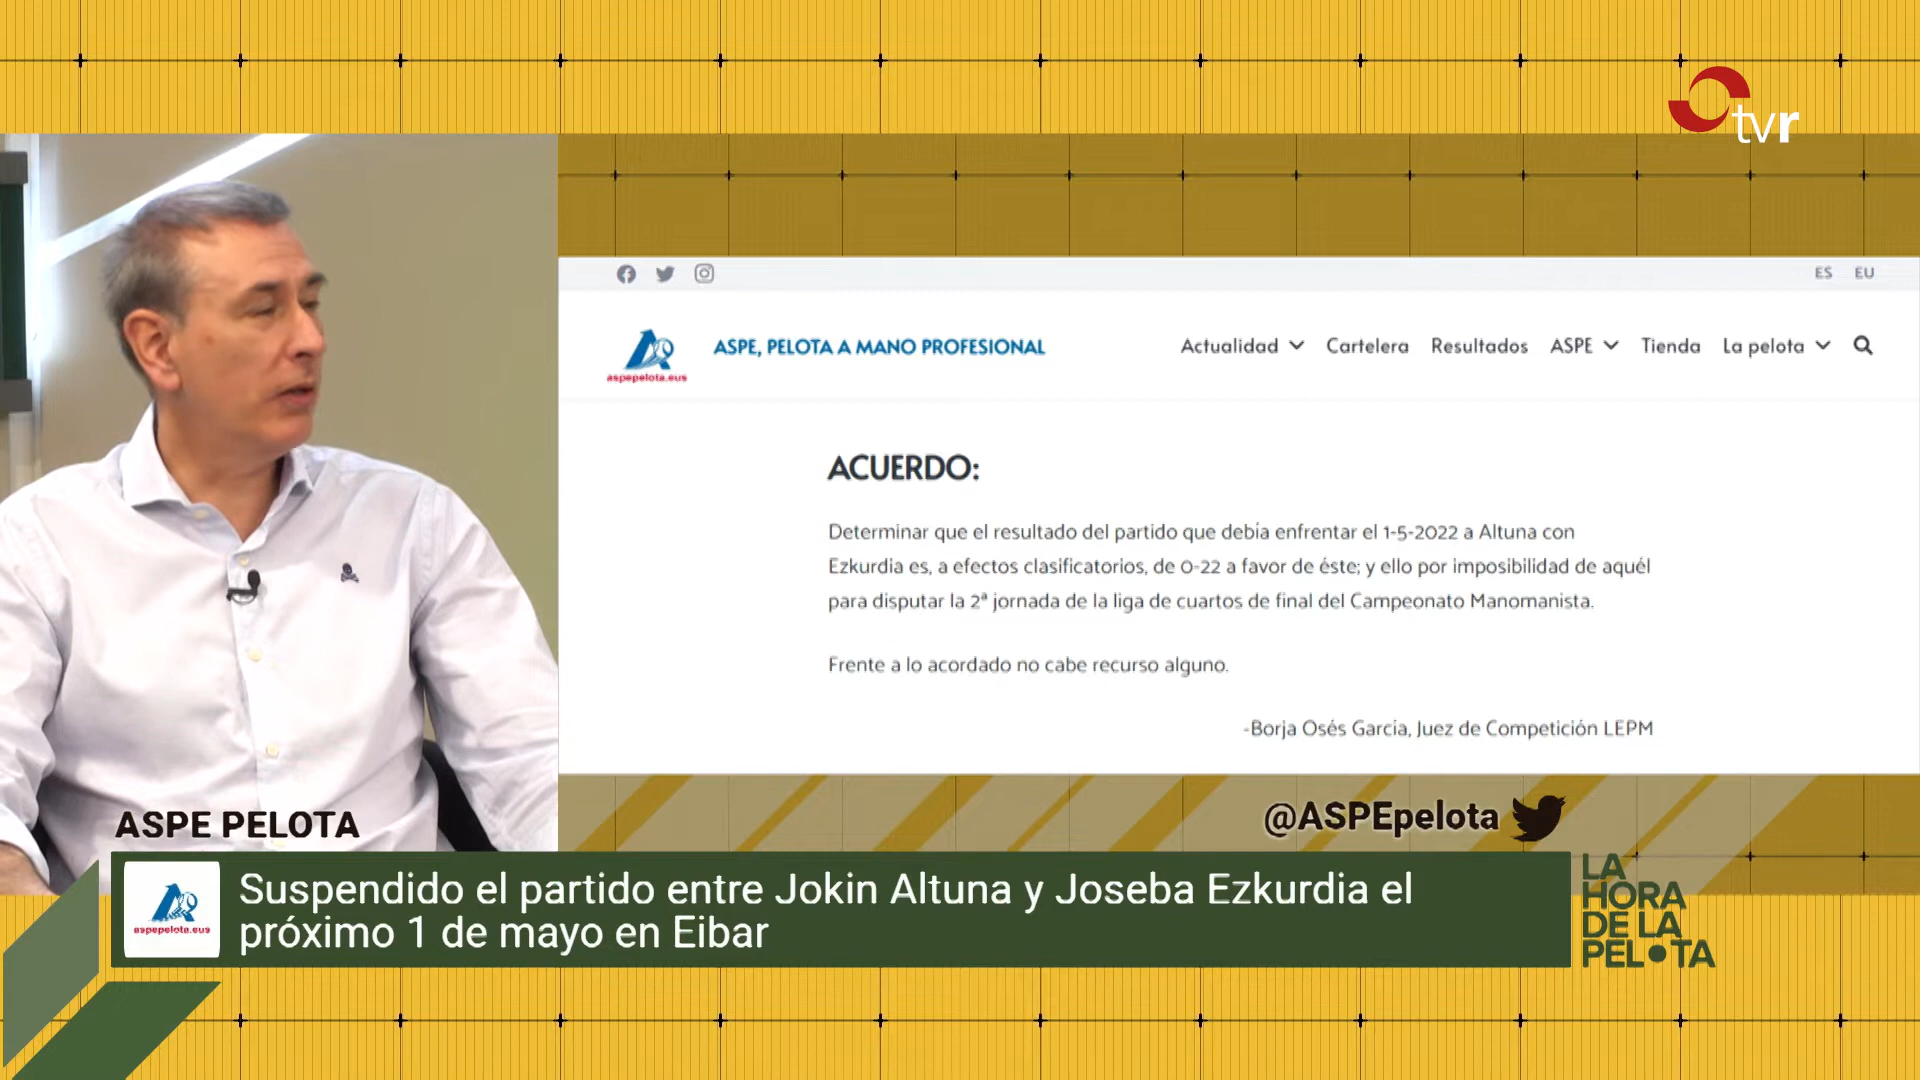 tvr
ES EU
aspepelota.eus
ASPE, PELOTA A MANO PROFESIONAL
Actualidad Cartelera Resultados ASPE Tienda La pelota
ACUERDO:
Determinar que el resultado del partido que debía enfrentar el 1-5-2022 a Altuna con
Ezkurdia es, a efectos clasificatorios, de 0-22 a favor de éste; y ello por imposibilidad de aquél
para disputar la 2ª jornada de la liga de cuartos de final del Campeonato Manomanista.
Frente a lo acordado no cabe recurso alguno.
-Borja Osés García, Juez de Competición LEPM
ASPE PELOTA
@ASPEpelota
aspepelota.eus
Suspendido el partido entre Jokin Altuna y Joseba Ezkurdia el
próximo 1 de mayo en Eibar
LA
HORA
DE LA
PELOTA